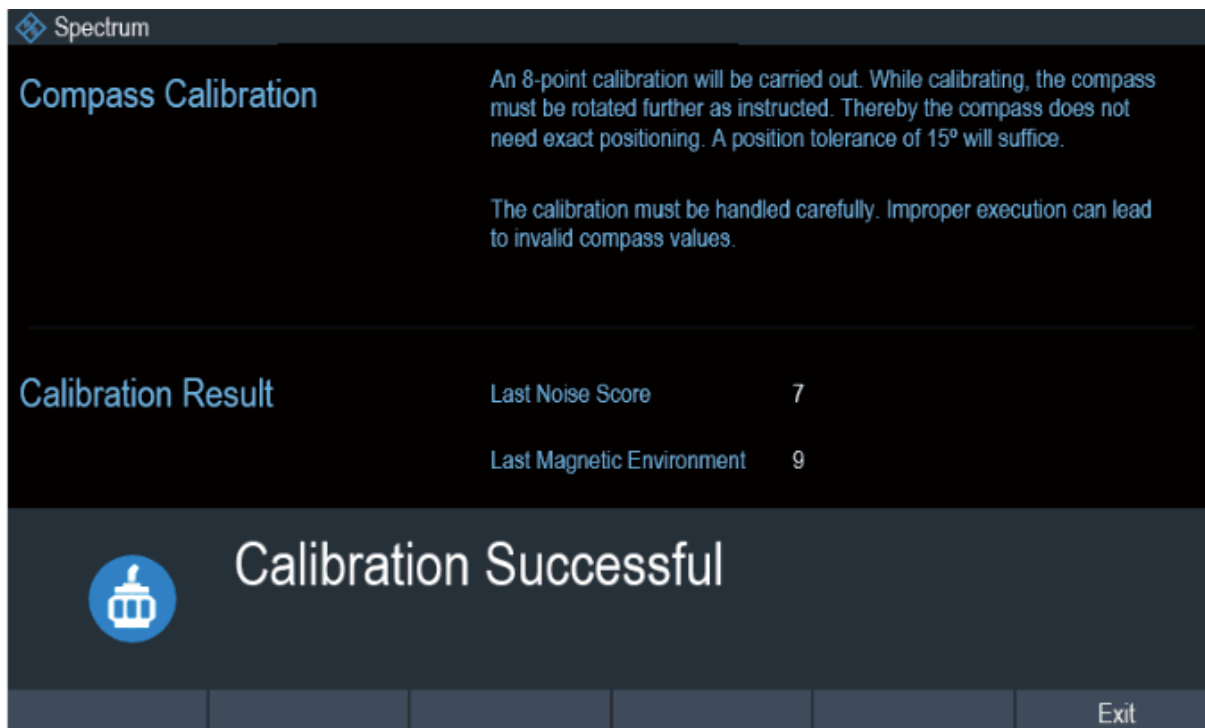 Spectrum
Compass Calibration
An 8-point calibration will be carried out. While calibrating, the compass
must be rotated further as instructed. Thereby the compass does not
need exact positioning. A position tolerance of 15º will suffice.
The calibration must be handled carefully. Improper execution can lead
to invalid compass values.
Calibration Result
Last Noise Score 7
Last Magnetic Environment 9
Calibration Successful
Exit